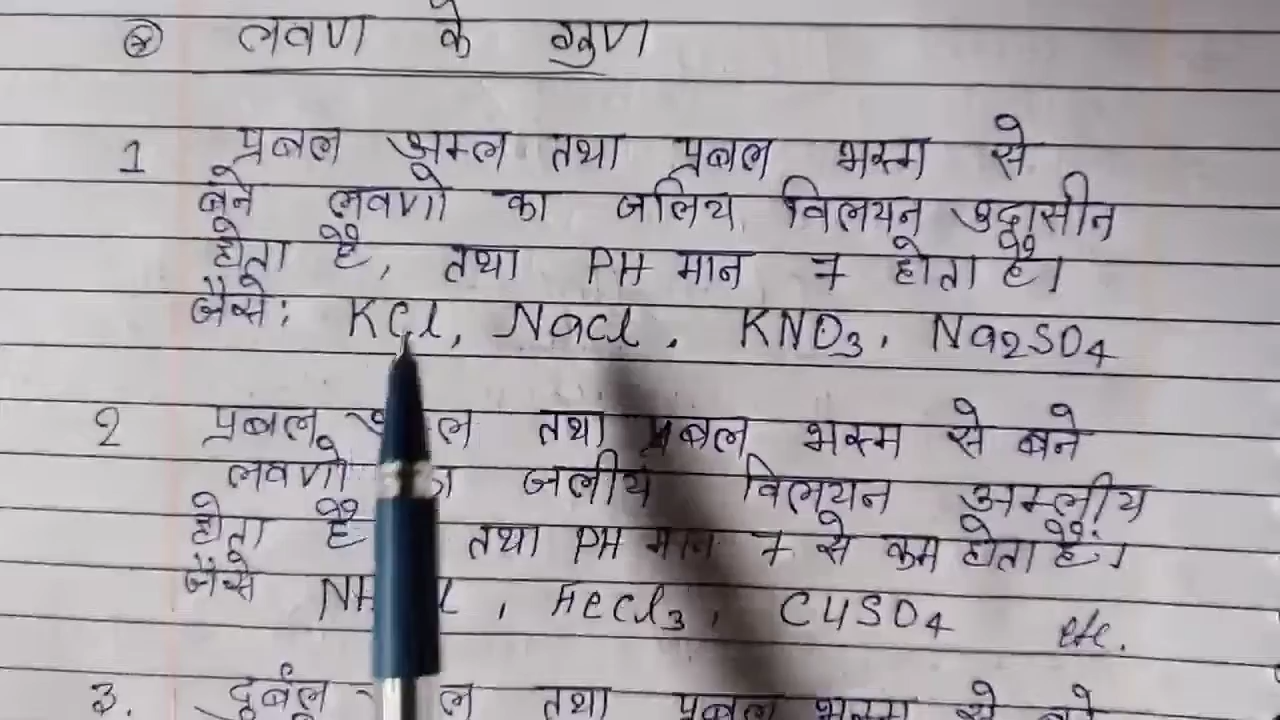 लवण के गुण
1 प्रबल अम्ल तथा प्रबल भस्म से
बने लवणो का जलिय विलयन उदासीन
होता है, तथा PH मान 7 होता है।
जैसे: KCl, NaCl, KNO3, Na2SO4
2 प्रबल तथा प्रबल भस्म से बने
लवणो जलीय विलयन अम्लीय
होता है तथा PH मान 7 से कम होता है।
जैसे , FeCl3, CuSO4 etc.
3. दुर्बल तथा प्रबल भस्म से बने